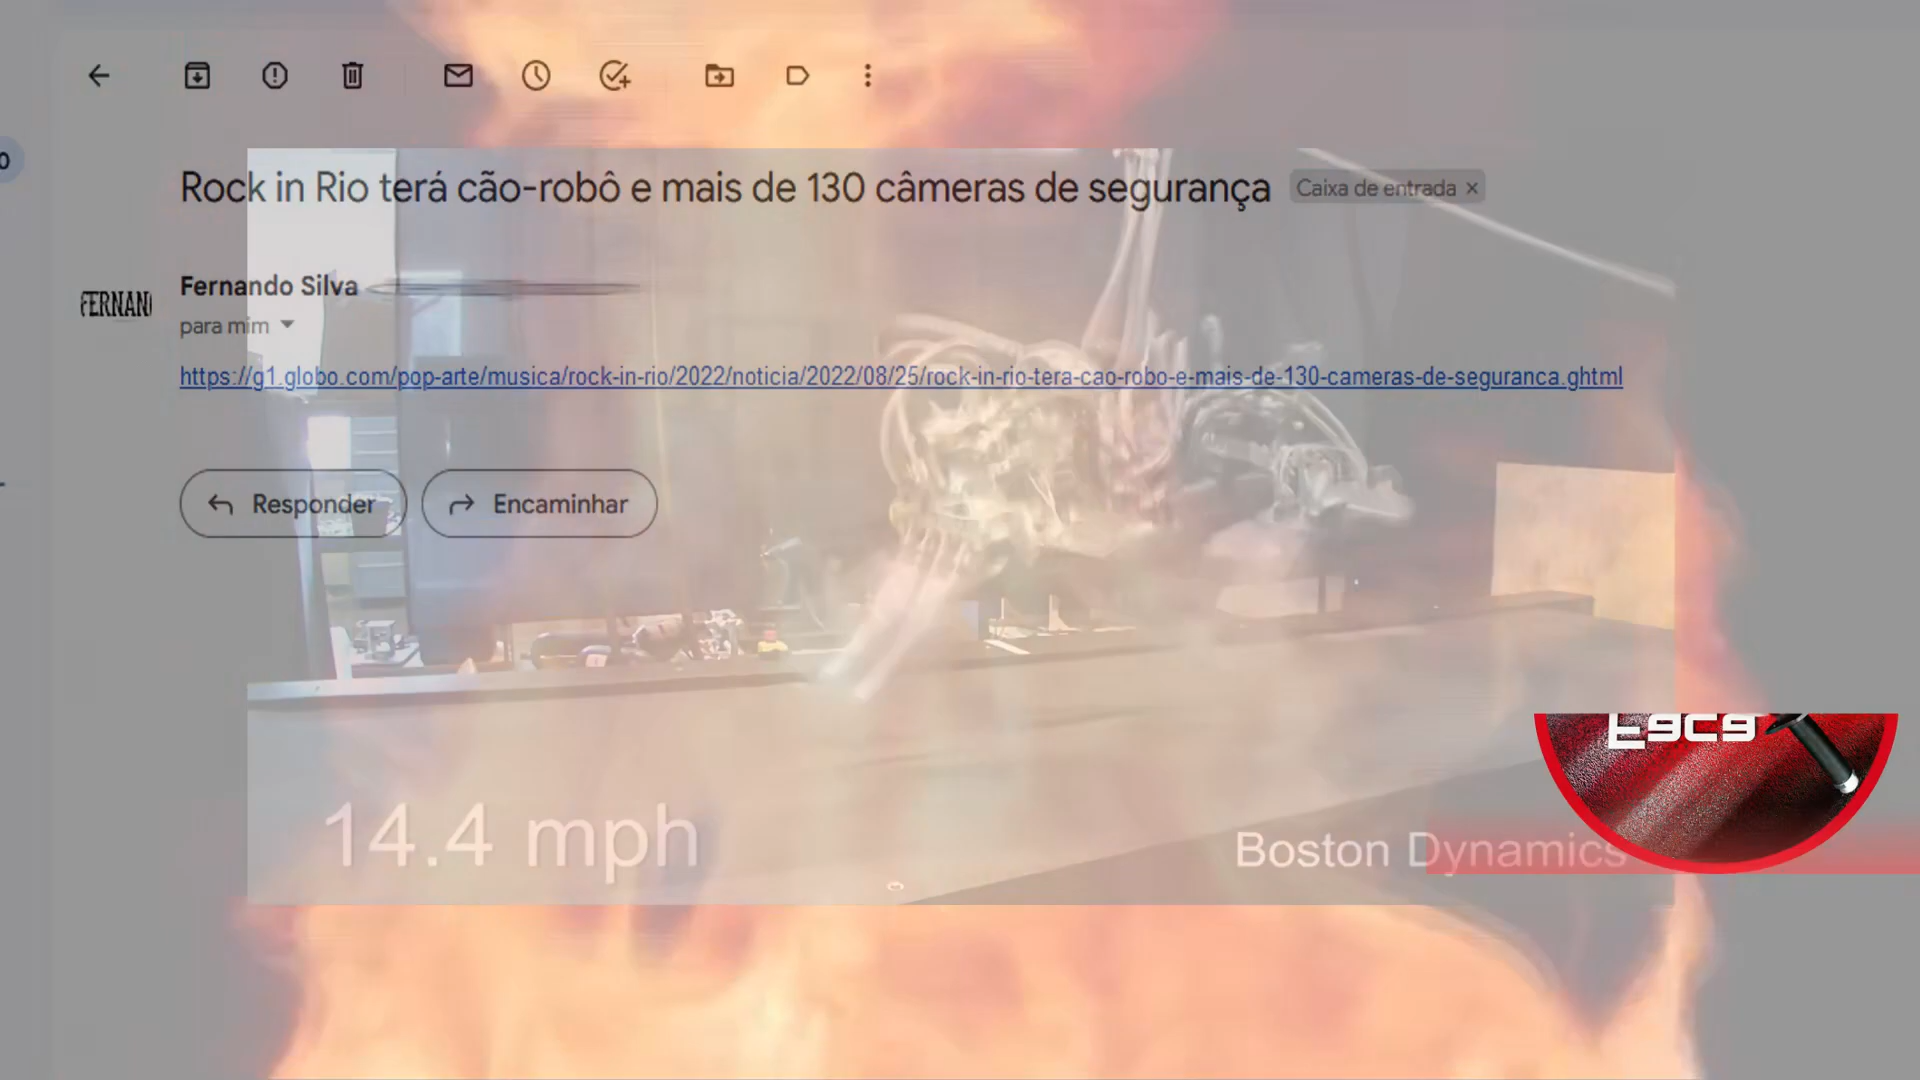 0
Rock in Rio terá cão-robô e mais de 130 câmeras de segurança Caixa de entrada ×
FERNAN
Fernando Silva
para mim
https://g1.globo.com/pop-arte/musica/rock-in-rio/2022/noticia/2022/08/25/rock-in-rio-tera-cao-robo-e-mais-de-130-cameras-de-seguranca.ghtml
Responder Encaminhar
14.4 mph
Boston Dynamics